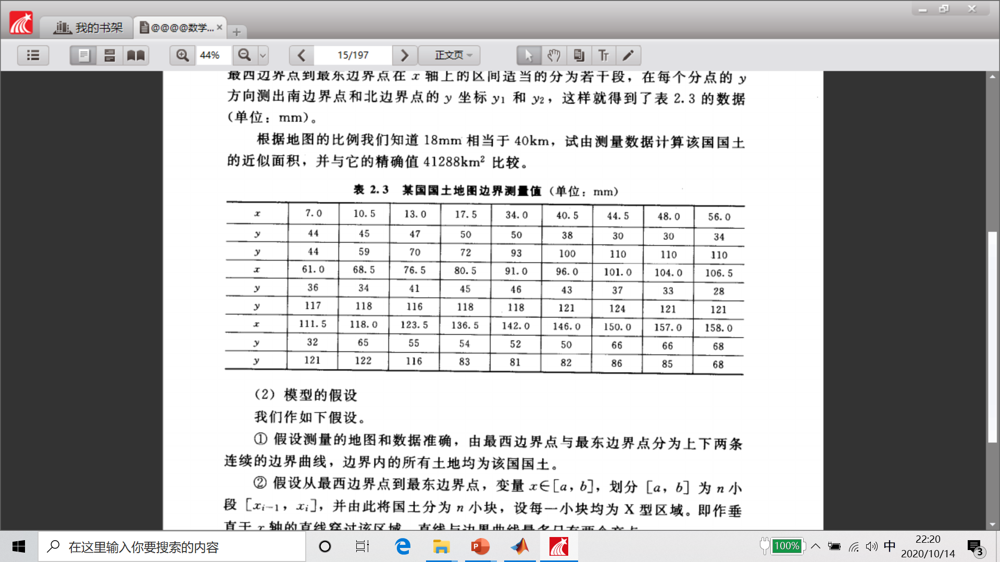 我的书架
@@@@数学...
44%
15/197
正文页
最西边界点到最东边界点在 x 轴上的区间适当的分为若干段，在每个分点的 y
方向测出南边界点和北边界点的 y 坐标 y1 和 y2，这样就得到了表 2.3 的数据
（单位：mm）。
根据地图的比例我们知道 18mm 相当于 40km，试由测量数据计算该国国土
的近似面积，并与它的精确值 41288km² 比较。
表 2.3 某国国土地图边界测量值（单位：mm）
x 7.0 10.5 13.0 17.5 34.0 40.5 44.5 48.0 56.0
y 44 45 47 50 50 38 30 30 34
y 44 59 70 72 93 100 110 110 110
x 61.0 68.5 76.5 80.5 91.0 96.0 101.0 104.0 106.5
y 36 34 41 45 46 43 37 33 28
y 117 118 116 118 118 121 124 121 121
x 111.5 118.0 123.5 136.5 142.0 146.0 150.0 157.0 158.0
y 32 65 55 54 52 50 66 66 68
y 121 122 116 83 81 82 86 85 68
（2）模型的假设
我们作如下假设。
① 假设测量的地图和数据准确，由最西边界点与最东边界点分为上下两条
连续的边界曲线，边界内的所有土地均为该国国土。
② 假设从最西边界点到最东边界点，变量 x∈[a，b]，划分 [a，b] 为 n 小
段 [xi−1，xi]，并由此将国土分为 n 小块，设每一小块均为 X 型区域。即作垂
直于 x 轴的直线穿过该区域，直线与边界曲线最多只有两个交点。
在这里输入你要搜索的内容
100%
中
22:20
2020/10/14
3